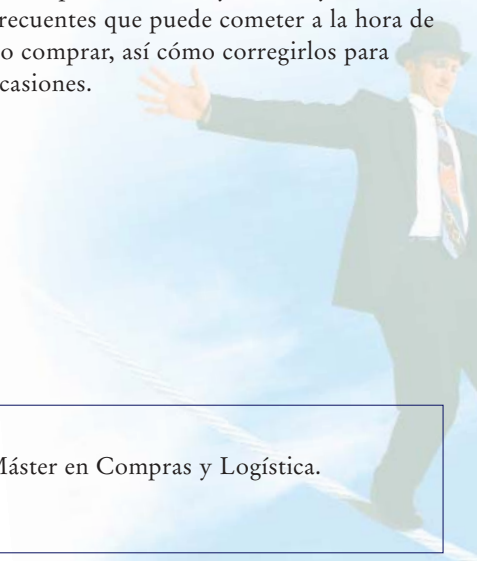 recuentes que puede cometer a la hora de
o comprar, así cómo corregirlos para
casiones.
Máster en Compras y Logística.